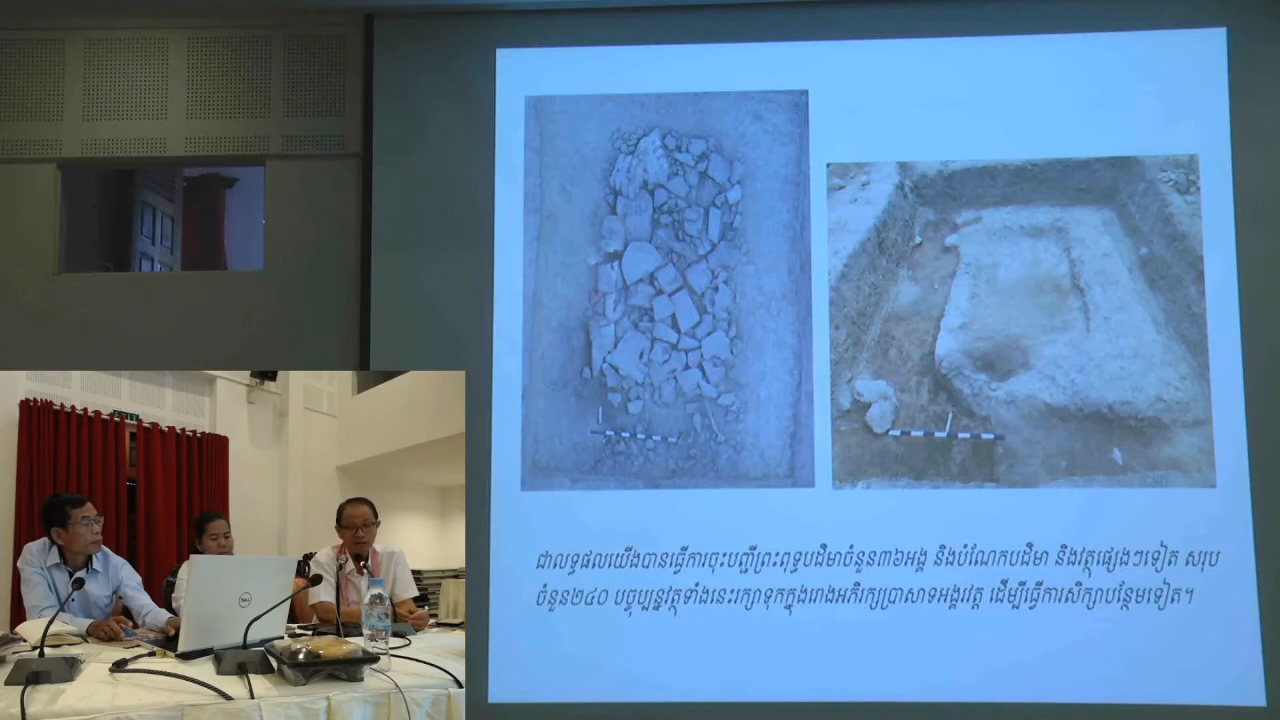 ជាលទ្ធផលយើងបានធ្វើការចុះបញ្ជីព្រះពុទ្ធបដិមាចំនួន៣៦អង្គ និងបំណែកបដិមា និងវត្ថុផ្សេងៗទៀត សរុប
ចំនួន២៤០ បច្ចុប្បន្នវត្ថុទាំងនេះរក្សាទុកក្នុងរោងអភិរក្សប្រាសាទអង្គរវត្ត ដើម្បីធ្វើការសិក្សាបន្ថែមទៀត។
DELL